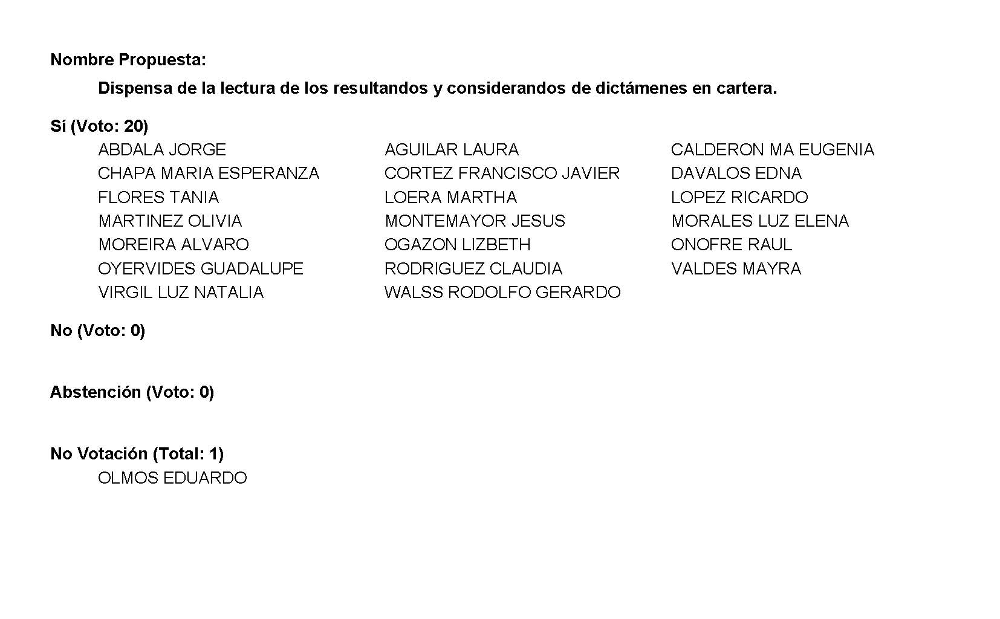 Nombre Propuesta:
Dispensa de la lectura de los resultandos y considerandos de dictámenes en cartera.
Sí (Voto: 20)
ABDALA JORGE AGUILAR LAURA CALDERON MA EUGENIA
CHAPA MARIA ESPERANZA CORTEZ FRANCISCO JAVIER DAVALOS EDNA
FLORES TANIA LOERA MARTHA LOPEZ RICARDO
MARTINEZ OLIVIA MONTEMAYOR JESUS MORALES LUZ ELENA
MOREIRA ALVARO OGAZON LIZBETH ONOFRE RAUL
OYERVIDES GUADALUPE RODRIGUEZ CLAUDIA VALDES MAYRA
VIRGIL LUZ NATALIA WALSS RODOLFO GERARDO
No (Voto: 0)
Abstención (Voto: 0)
No Votación (Total: 1)
OLMOS EDUARDO